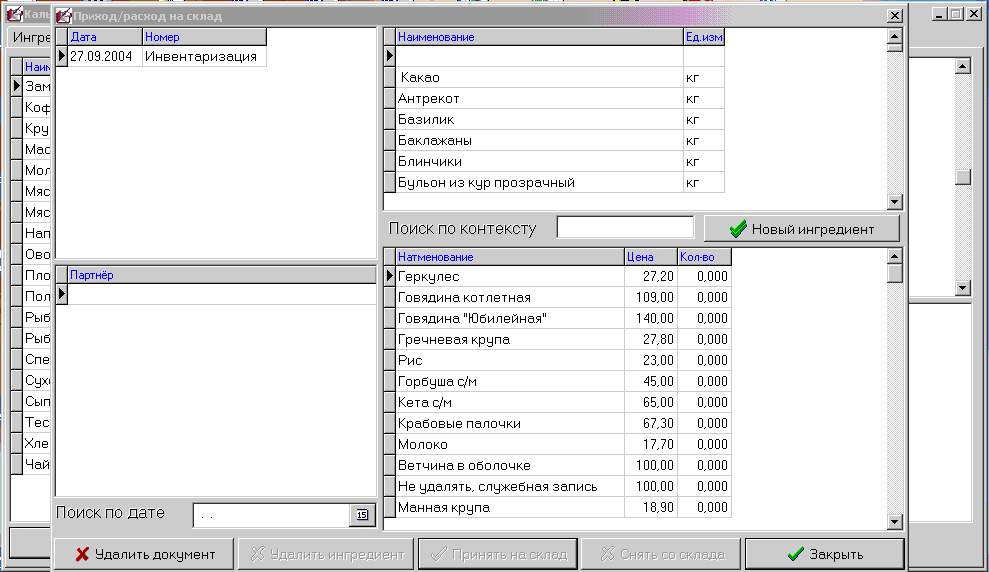 Каль
Приход/расход на склад
Ингре
Наим
Зам
Коф
Кру
Мас
Мол
Мяс
Мяс
Нап
Ово
Пло
Пол
Рыб
Рыб
Спе
Сухо
Сып
Тес
Хле
Чай
Дата Номер
27.09.2004 Инвентаризация
Партнёр
Поиск по дате . . 15
Наименование Ед.изм
Какао кг
Антрекот кг
Базилик кг
Баклажаны кг
Блинчики кг
Бульон из кур прозрачный кг
Поиск по контексту Новый ингредиент
Натменование Цена Кол-во
Геркулес 27,20 0,000
Говядина котлетная 109,00 0,000
Говядина "Юбилейная" 140,00 0,000
Гречневая крупа 27,80 0,000
Рис 23,00 0,000
Горбуша с/м 45,00 0,000
Кета с/м 65,00 0,000
Крабовые палочки 67,30 0,000
Молоко 17,70 0,000
Ветчина в оболочке 100,00 0,000
Не удалять, служебная запись 100,00 0,000
Манная крупа 18,90 0,000
Удалить документ Удалить ингредиент Принять на склад Снять со склада Закрыть